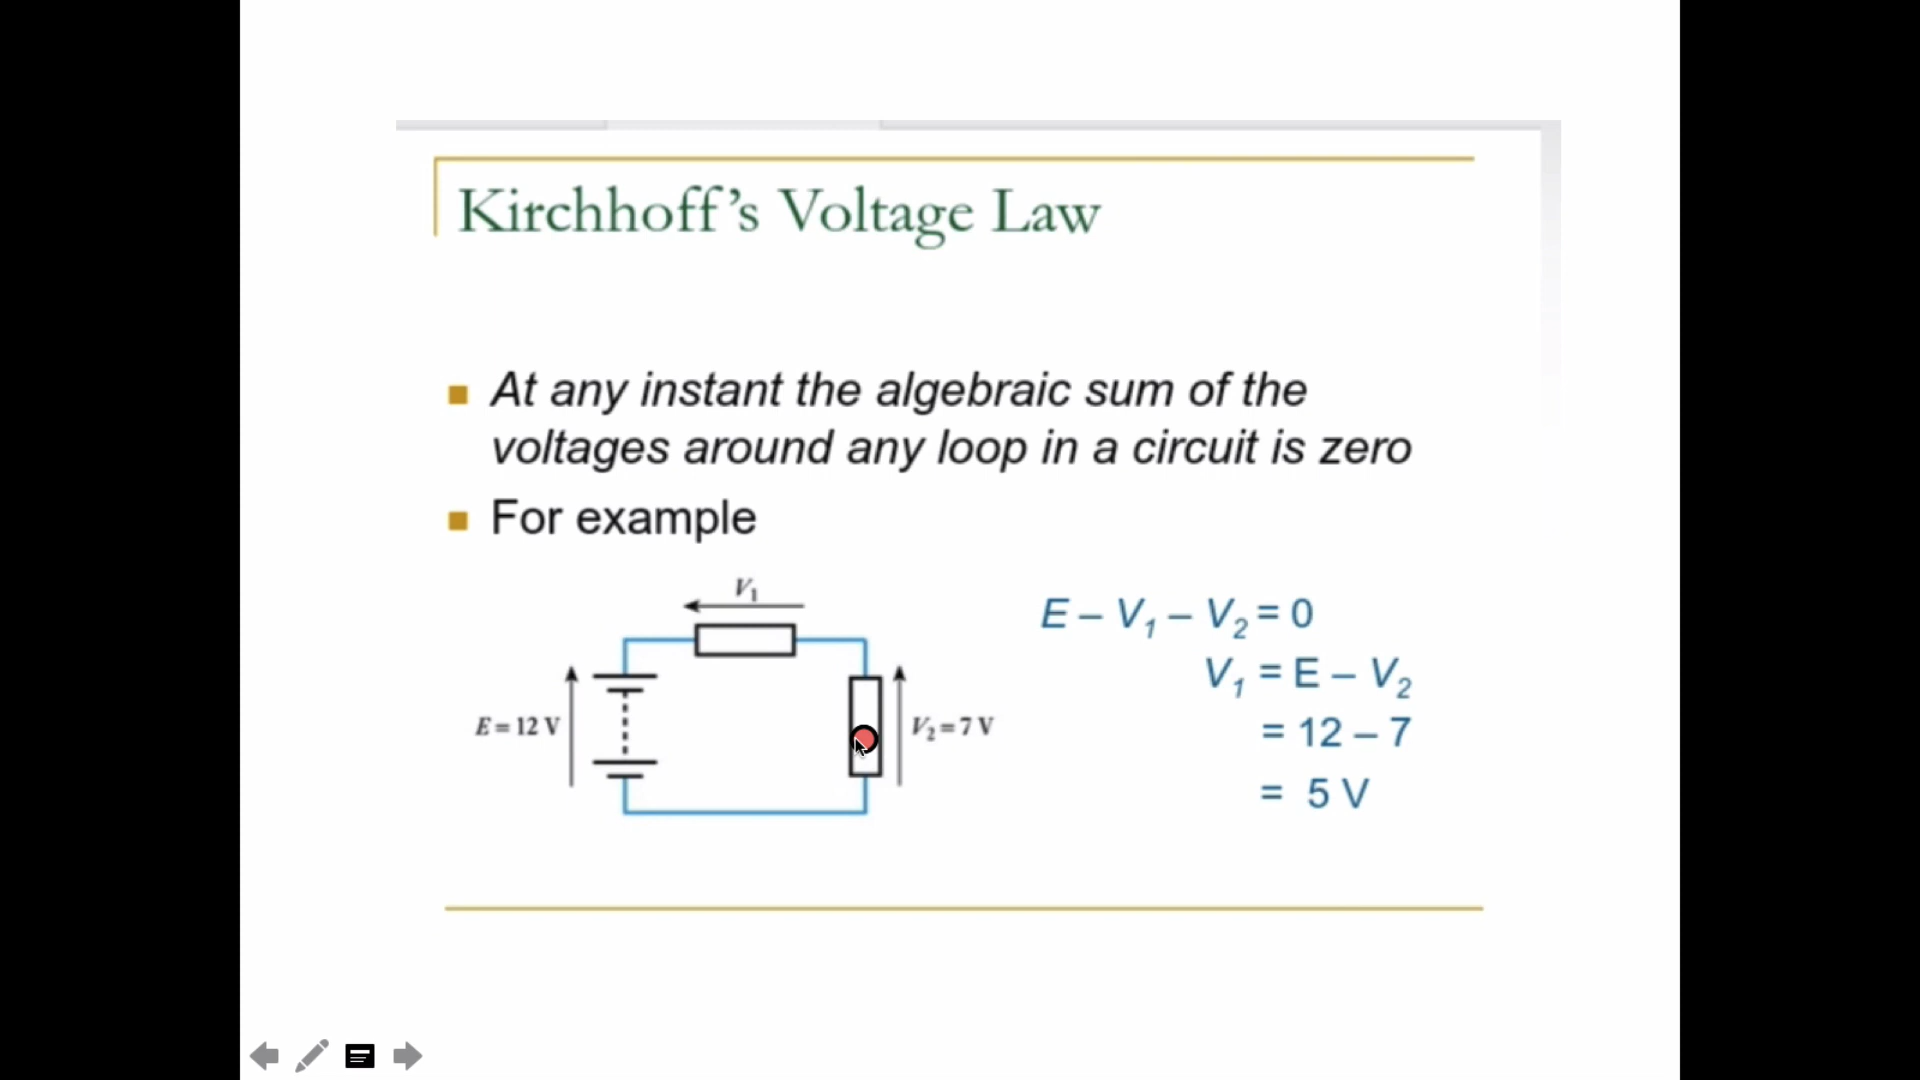 Kirchhoff's Voltage Law
At any instant the algebraic sum of the
voltages around any loop in a circuit is zero
For example
V₁
E = 12 V
V₂ = 7 V
E – V₁ – V₂ = 0
V₁ = E – V₂
= 12 – 7
= 5 V